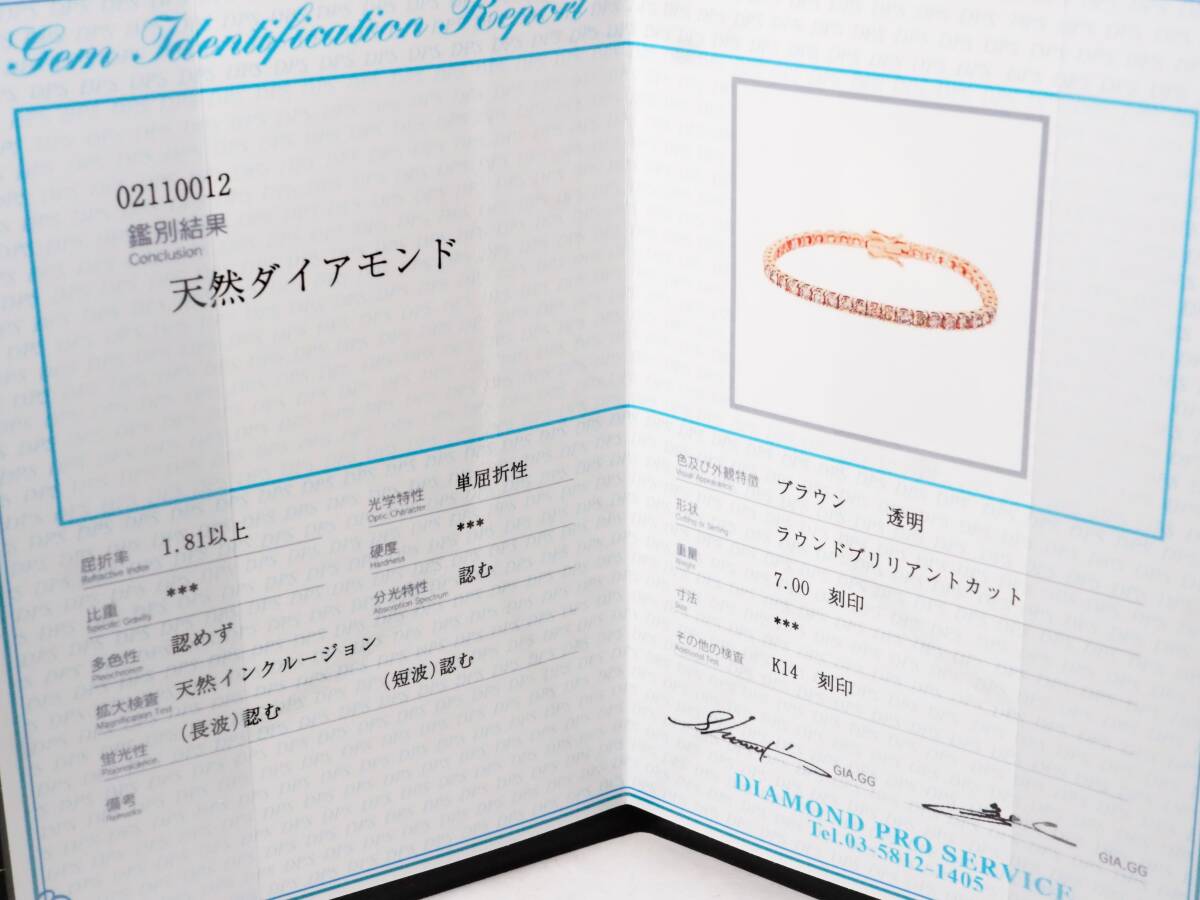 Gem Identification Report
02110012
鑑別結果
Conclusion
天然ダイアモンド
屈折率 1.81以上
Refractive Index
光学特性 単屈折性
Optic Character
比重 ***
Specific Gravity
硬度 ***
Hardness
多色性 認めず
Pleochroism
分光特性 認む
Absorption Spectrum
拡大検査 天然インクルージョン
Magnification Test
蛍光性 (長波)認む (短波)認む
Fluorescence
備考
Remarks
色及び外観特徴 ブラウン 透明
Visual Appearance
形状 ラウンドブリリアントカット
Cutting & Setting
重量 7.00 刻印
Weight
寸法 ***
Size
その他の検査 K14 刻印
Additional Test
GIA.GG
GIA.GG
DIAMOND PRO SERVICE
Tel.03-5812-1405